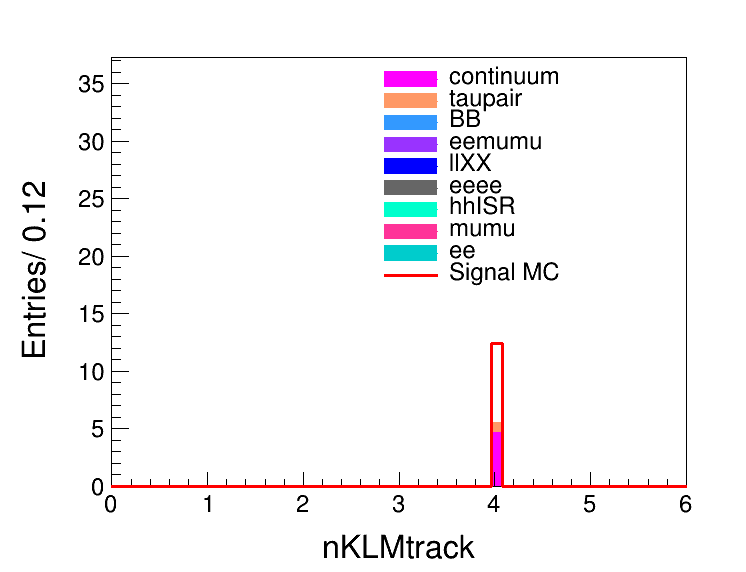 continuum
taupair
BB
eemumu
llXX
eeee
hhISR
mumu
ee
Signal MC
Entries/ 0.12
35
30
25
20
15
10
5
0
0 1 2 3 4 5 6
nKLMtrack